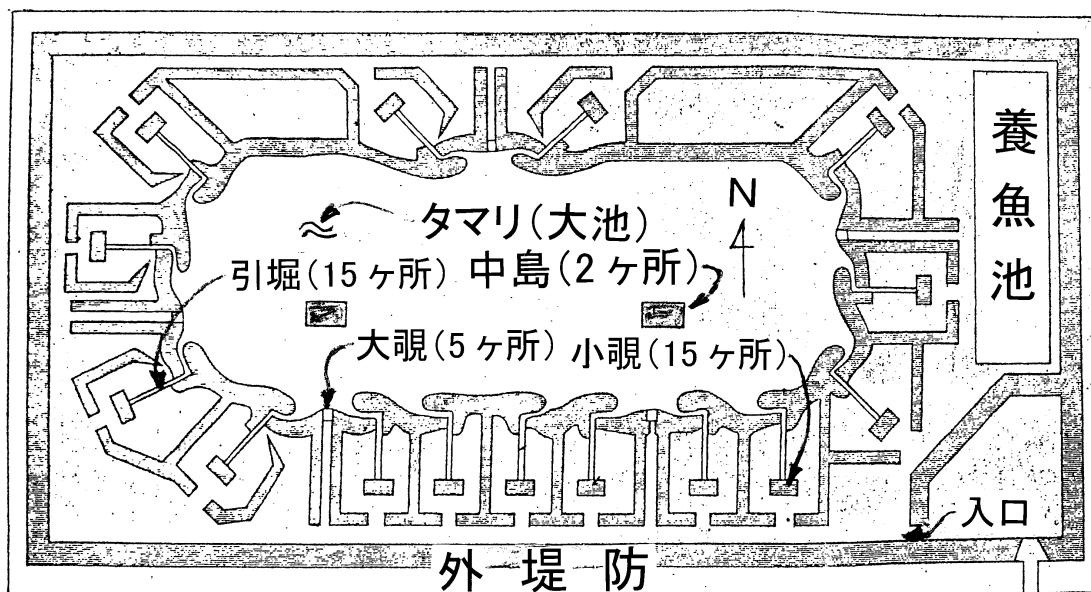 養魚池
N
タマリ(大池)
引堀(15ヶ所)
中島(2ヶ所)
大覗(5ヶ所)
小覗(15ヶ所)
入口
外堤防